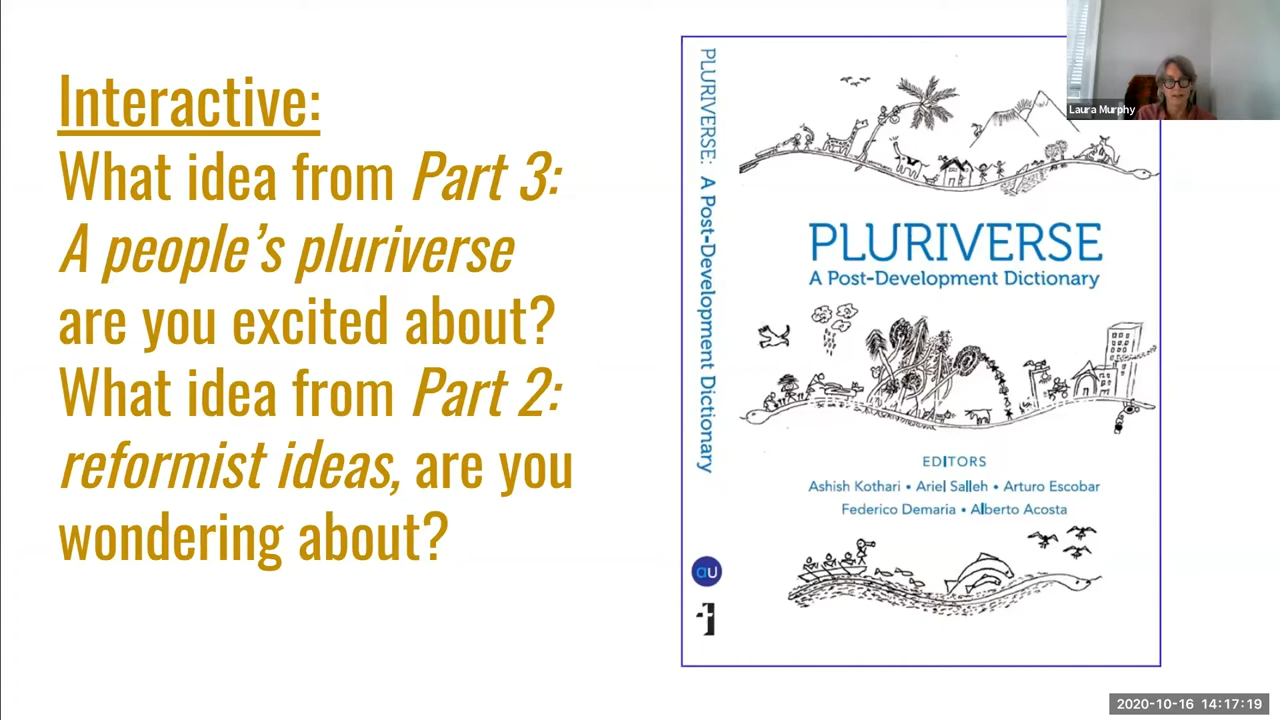 Interactive:
What idea from Part 3:
A people’s pluriverse
are you excited about?
What idea from Part 2:
reformist ideas, are you
wondering about?
PLURIVERSE: A Post-Development Dictionary
au
PLURIVERSE
A Post-Development Dictionary
EDITORS
Ashish Kothari • Ariel Salleh • Arturo Escobar
Federico Demaria • Alberto Acosta
Laura Murphy
2020-10-16 14:17:19